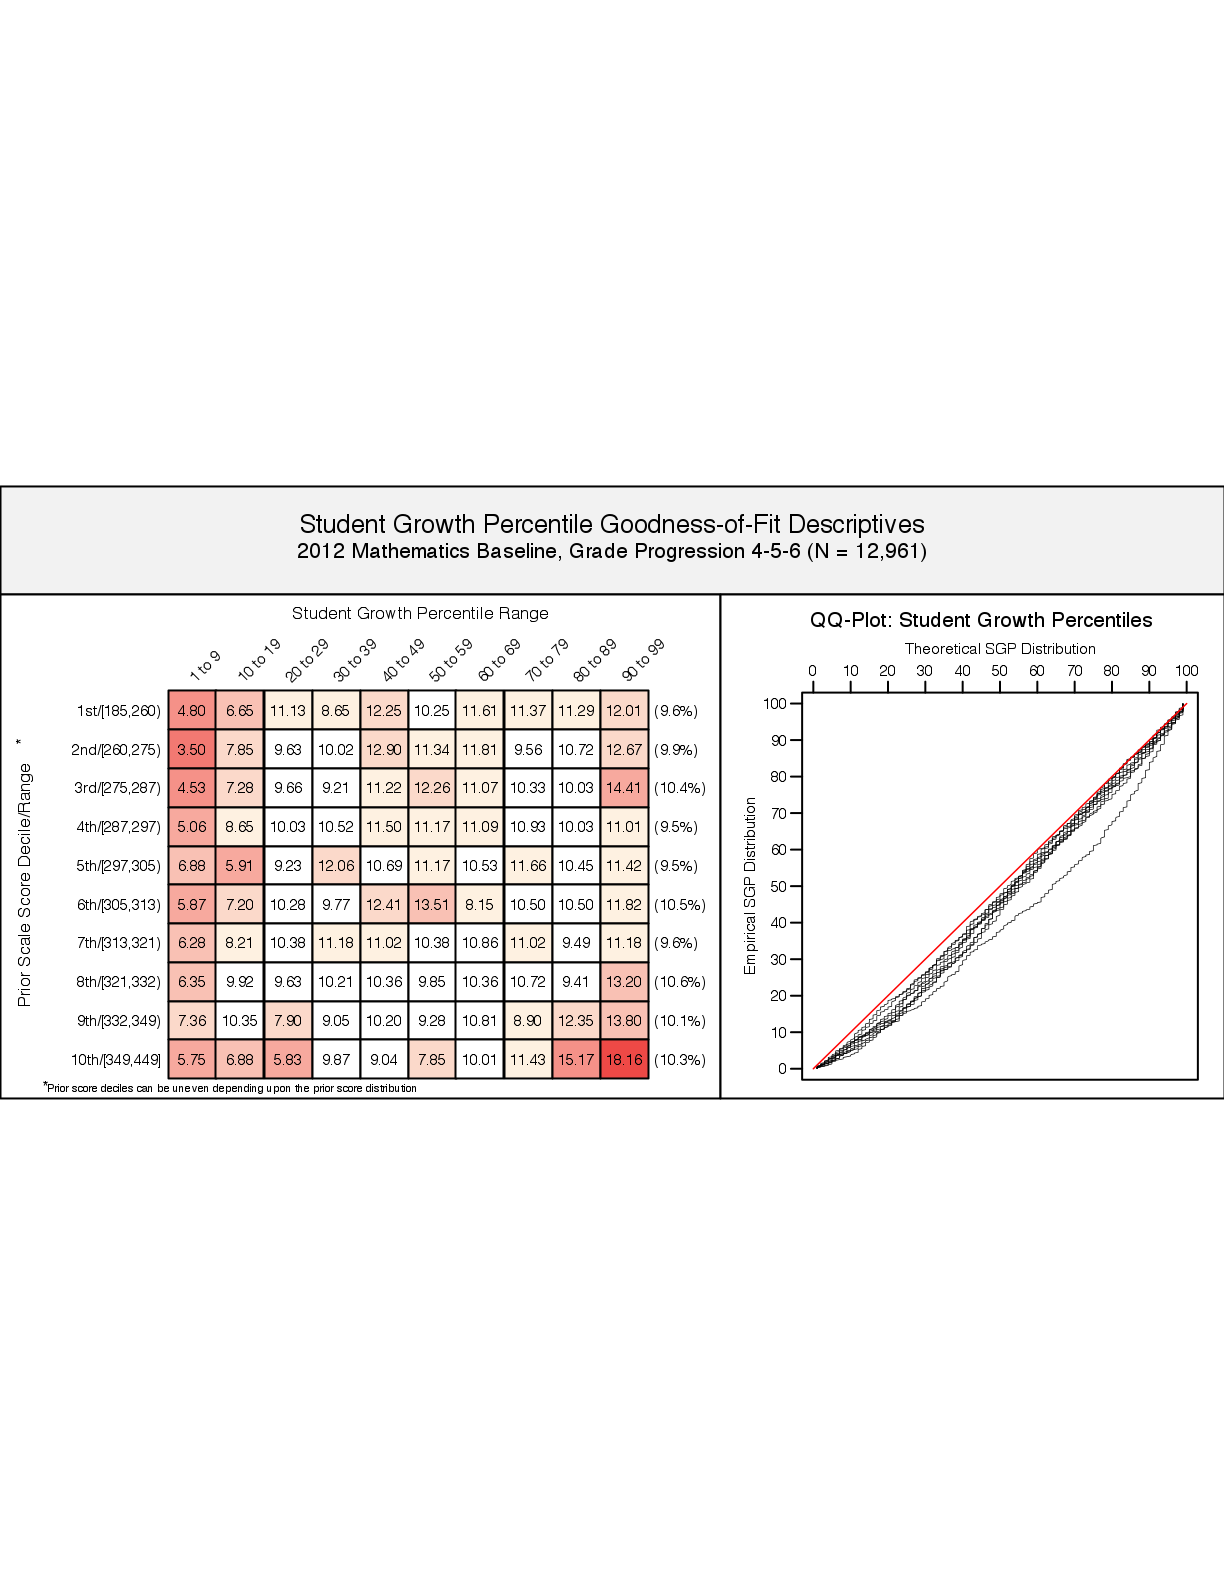 Student Growth Percentile Goodness-of-Fit Descriptives
2012 Mathematics Baseline, Grade Progression 4-5-6 (N = 12,961)
Student Growth Percentile Range
1 to 9 10 to 19 20 to 29 30 to 39 40 to 49 50 to 59 60 to 69 70 to 79 80 to 89 90 to 99
Prior Scale Score Decile/Range *
1st/[185,260) 4.80 6.65 11.13 8.65 12.25 10.25 11.61 11.37 11.29 12.01 (9.6%)
2nd/[260,275) 3.50 7.85 9.63 10.02 12.90 11.34 11.81 9.56 10.72 12.67 (9.9%)
3rd/[275,287) 4.53 7.28 9.66 9.21 11.22 12.26 11.07 10.33 10.03 14.41 (10.4%)
4th/[287,297) 5.06 8.65 10.03 10.52 11.50 11.17 11.09 10.93 10.03 11.01 (9.5%)
5th/[297,305) 6.88 5.91 9.23 12.06 10.69 11.17 10.53 11.66 10.45 11.42 (9.5%)
6th/[305,313) 5.87 7.20 10.28 9.77 12.41 13.51 8.15 10.50 10.50 11.82 (10.5%)
7th/[313,321) 6.28 8.21 10.38 11.18 11.02 10.38 10.86 11.02 9.49 11.18 (9.6%)
8th/[321,332) 6.35 9.92 9.63 10.21 10.36 9.85 10.36 10.72 9.41 13.20 (10.6%)
9th/[332,349) 7.36 10.35 7.90 9.05 10.20 9.28 10.81 8.90 12.35 13.80 (10.1%)
10th/[349,449] 5.75 6.88 5.83 9.87 9.04 7.85 10.01 11.43 15.17 18.16 (10.3%)
*Prior score deciles can be uneven depending upon the prior score distribution
QQ-Plot: Student Growth Percentiles
Theoretical SGP Distribution
0 10 20 30 40 50 60 70 80 90 100
Empirical SGP Distribution
100
90
80
70
60
50
40
30
20
10
0